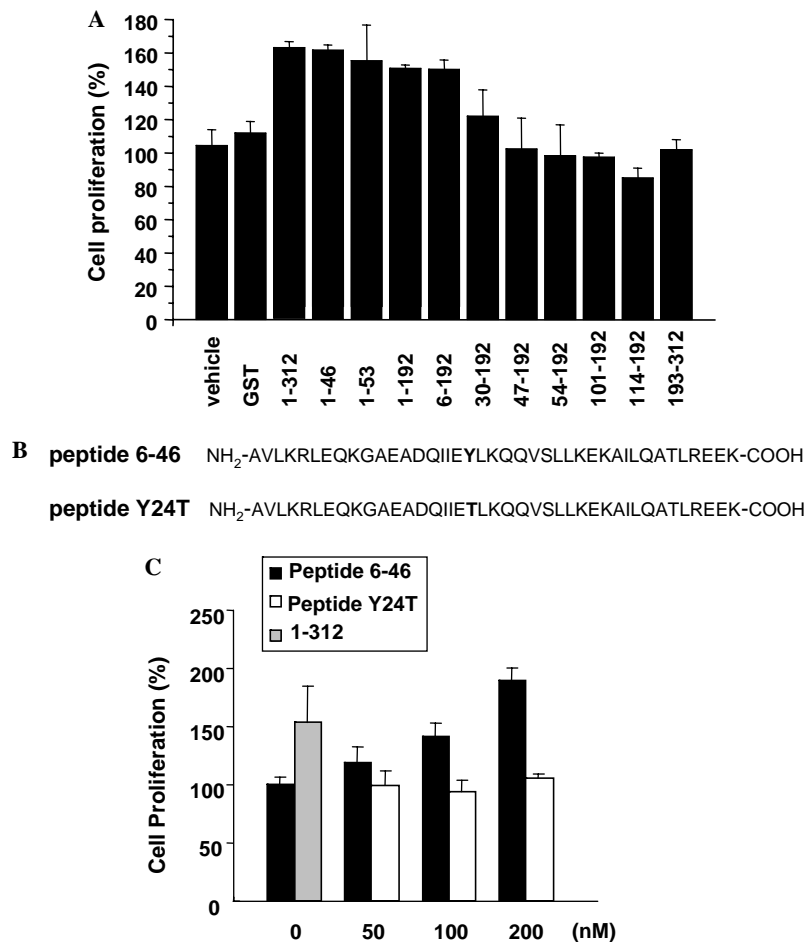 A
Cell proliferation (%)
180
160
140
120
100
80
60
40
20
0
vehicle
GST
1-312
1-46
1-53
1-192
6-192
30-192
47-192
54-192
101-192
114-192
193-312
B peptide 6-46 NH2-AVLKRLEQKGAEADQIIEYLKQQVSLLKEKAILQATLREEK-COOH
peptide Y24T NH2-AVLKRLEQKGAEADQIIETLKQQVSLLKEKAILQATLREEK-COOH
C
Peptide 6-46
Peptide Y24T
1-312
Cell Proliferation (%)
250
200
150
100
50
0
0 50 100 200 (nM)